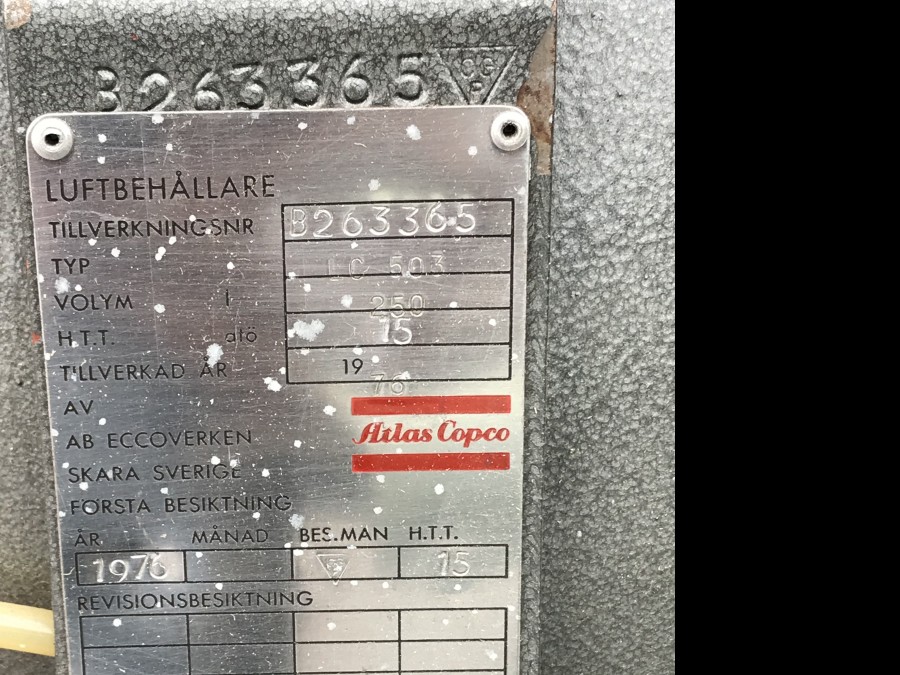 B263365
LUFTBEHÅLLARE
TILLVERKNINGSNR B263365
TYP LC 503
VOLYM l 250
H.T.T. atö 15
TILLVERKAD ÅR 19 76
AV
AB ECCOVERKEN Atlas Copco
SKARA SVERIGE
FÖRSTA BESIKTNING
ÅR MÅNAD BES.MAN H.T.T.
1976 15
REVISIONSBESIKTNING